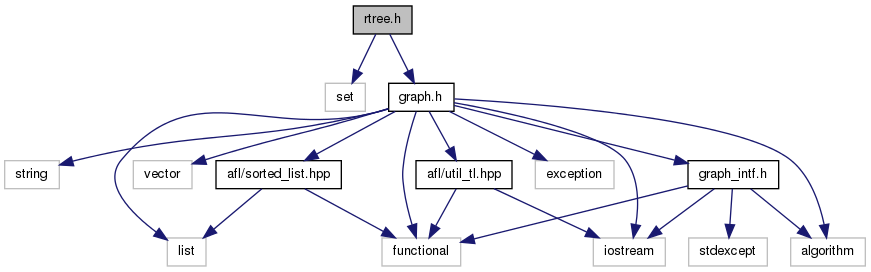 rtree.h
set
graph.h
string
vector
afl/sorted_list.hpp
afl/util_tl.hpp
exception
graph_intf.h
list
functional
iostream
stdexcept
algorithm